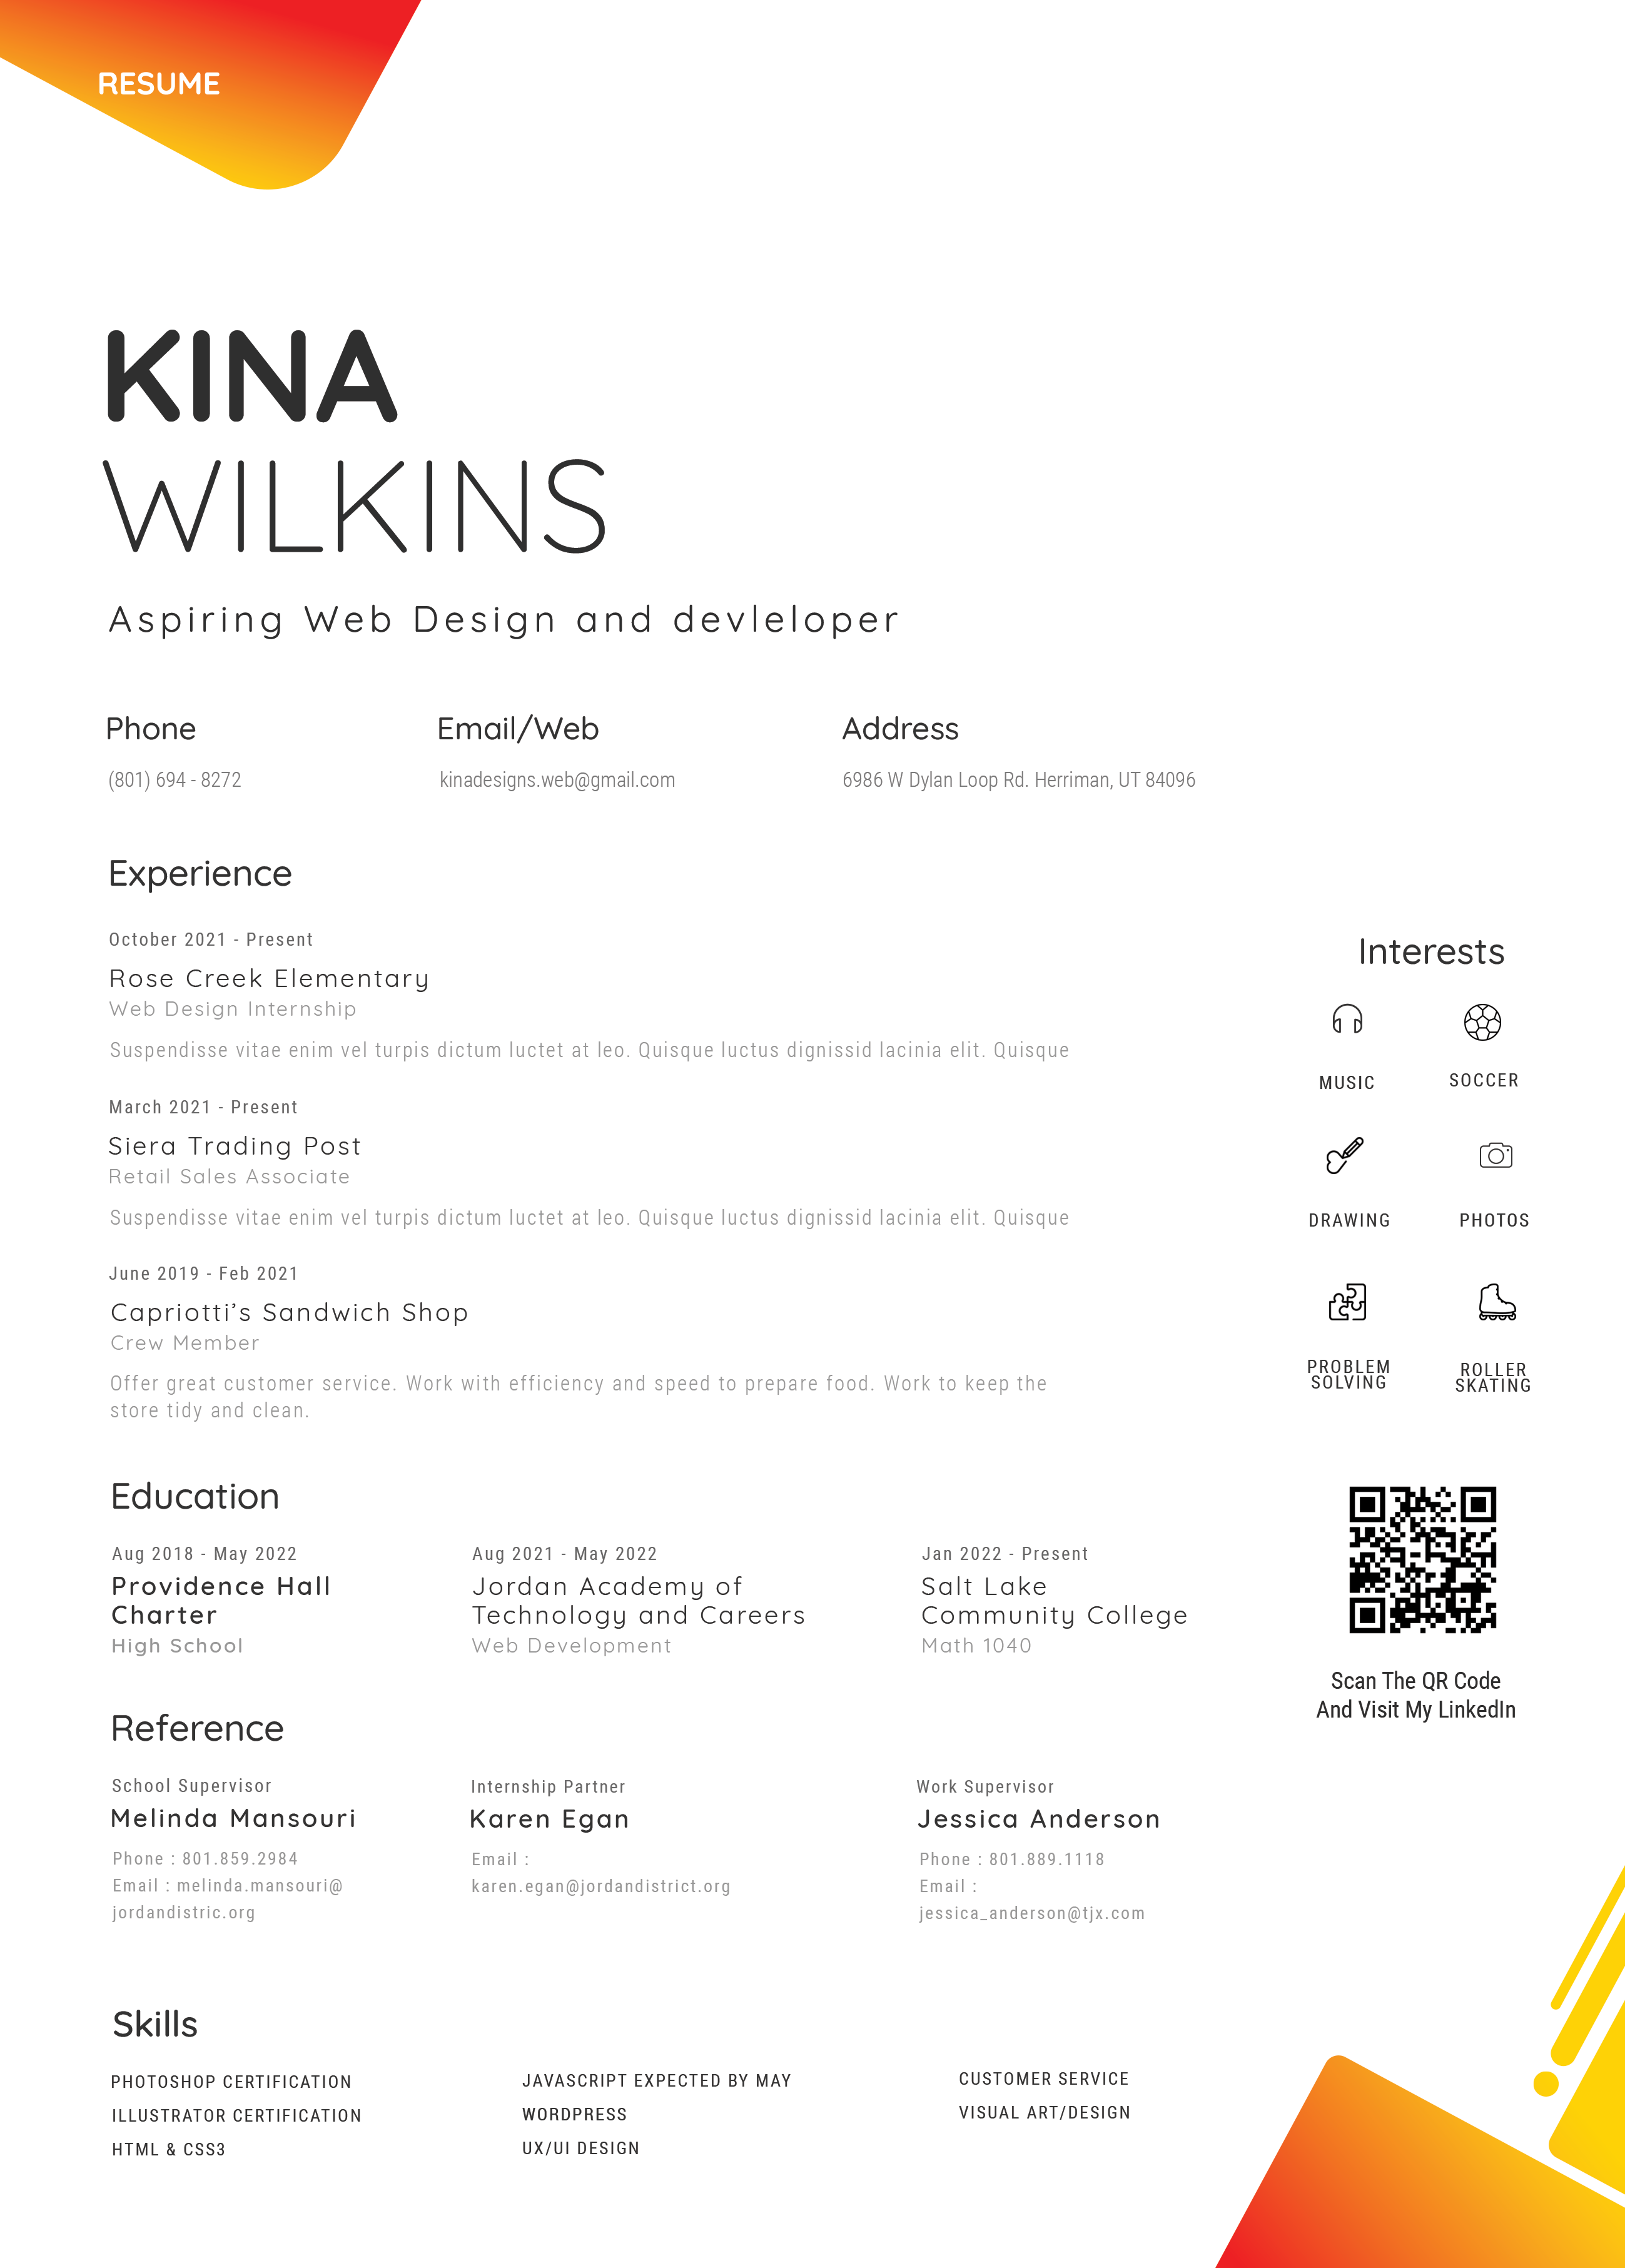 RESUME
KINA
WILKINS
Aspiring Web Design and devleloper
Phone
(801) 694 - 8272
Email/Web
kinadesigns.web@gmail.com
Address
6986 W Dylan Loop Rd. Herriman, UT 84096
Experience
October 2021 - Present
Rose Creek Elementary
Web Design Internship
Suspendisse vitae enim vel turpis dictum luctet at leo. Quisque luctus dignissid lacinia elit. Quisque
March 2021 - Present
Siera Trading Post
Retail Sales Associate
Suspendisse vitae enim vel turpis dictum luctet at leo. Quisque luctus dignissid lacinia elit. Quisque
June 2019 - Feb 2021
Capriotti’s Sandwich Shop
Crew Member
Offer great customer service. Work with efficiency and speed to prepare food. Work to keep the
store tidy and clean.
Interests
MUSIC
SOCCER
DRAWING
PHOTOS
PROBLEM
SOLVING
ROLLER
SKATING
Education
Aug 2018 - May 2022
Providence Hall
Charter
High School
Aug 2021 - May 2022
Jordan Academy of
Technology and Careers
Web Development
Jan 2022 - Present
Salt Lake
Community College
Math 1040
Scan The QR Code
And Visit My LinkedIn
Reference
School Supervisor
Melinda Mansouri
Phone : 801.859.2984
Email : melinda.mansouri@
jordandistric.org
Internship Partner
Karen Egan
Email :
karen.egan@jordandistrict.org
Work Supervisor
Jessica Anderson
Phone : 801.889.1118
Email :
jessica_anderson@tjx.com
Skills
PHOTOSHOP CERTIFICATION
ILLUSTRATOR CERTIFICATION
HTML & CSS3
JAVASCRIPT EXPECTED BY MAY
WORDPRESS
UX/UI DESIGN
CUSTOMER SERVICE
VISUAL ART/DESIGN